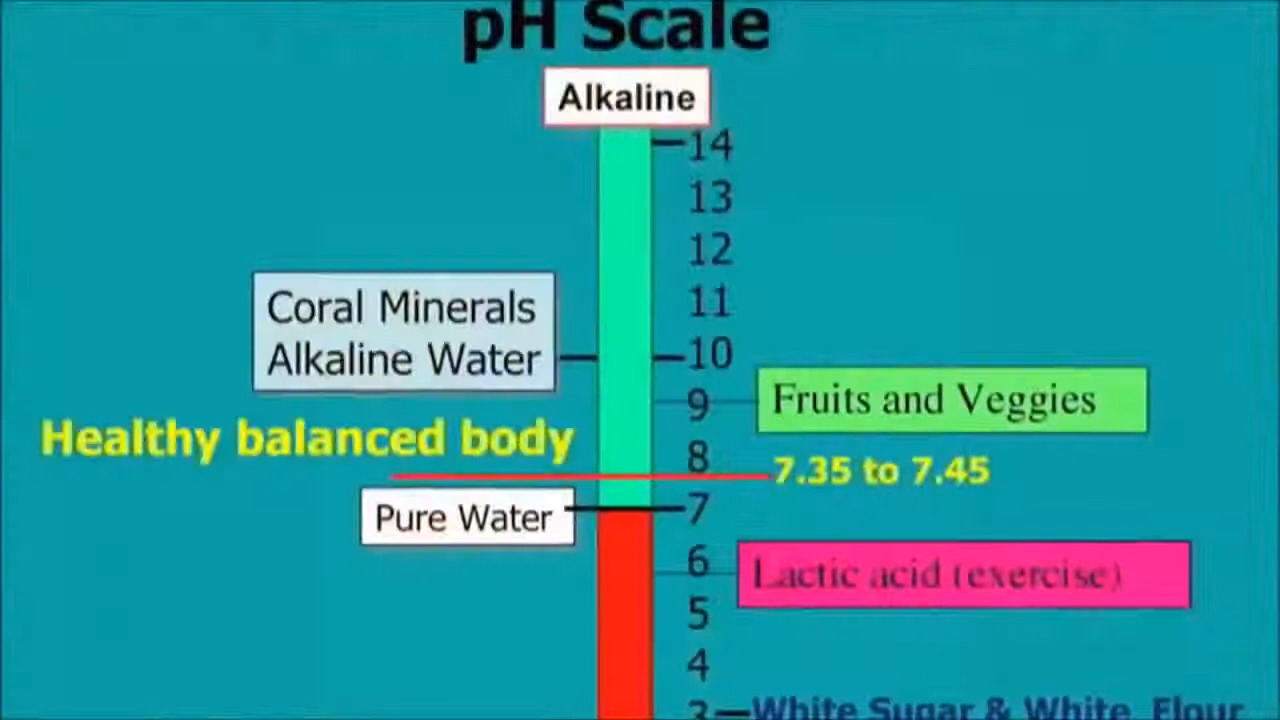 pH Scale
Alkaline
14
13
12
11
Coral Minerals
Alkaline Water
10
9
Fruits and Veggies
Healthy balanced body
8
7.35 to 7.45
Pure Water
7
6
Lactic acid (exercise)
5
4
3
White Sugar & White Flour